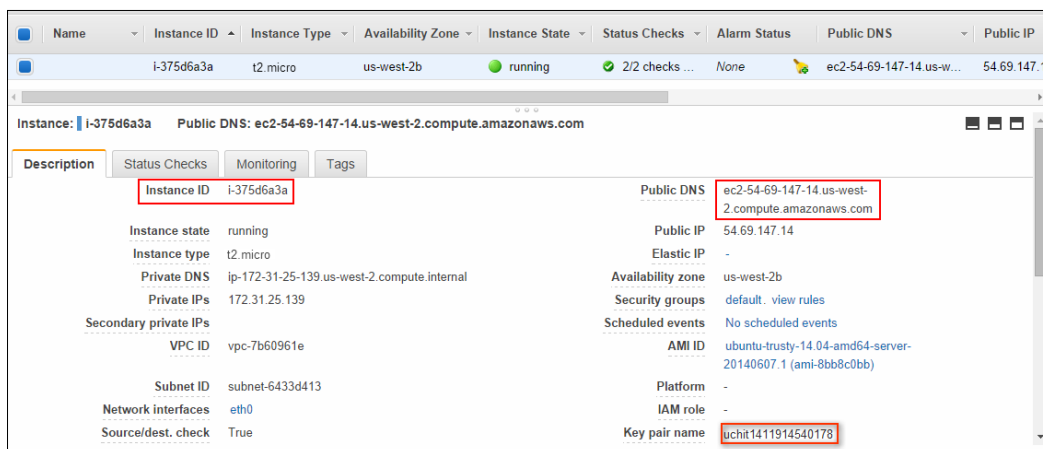 Name Instance ID Instance Type Availability Zone Instance State Status Checks Alarm Status Public DNS Public IP
i-375d6a3a t2.micro us-west-2b running 2/2 checks ... None ec2-54-69-147-14.us-w... 54.69.147.
Instance: i-375d6a3a Public DNS: ec2-54-69-147-14.us-west-2.compute.amazonaws.com
Description Status Checks Monitoring Tags
Instance ID i-375d6a3a Public DNS ec2-54-69-147-14.us-west-
2.compute.amazonaws.com
Instance state running Public IP 54.69.147.14
Instance type t2.micro Elastic IP -
Private DNS ip-172-31-25-139.us-west-2.compute.internal Availability zone us-west-2b
Private IPs 172.31.25.139 Security groups default. view rules
Secondary private IPs Scheduled events No scheduled events
VPC ID vpc-7b60961e AMI ID ubuntu-trusty-14.04-amd64-server-
20140607.1 (ami-8bb8c0bb)
Subnet ID subnet-6433d413 Platform -
Network interfaces eth0 IAM role -
Source/dest. check True Key pair name uchit1411914540178